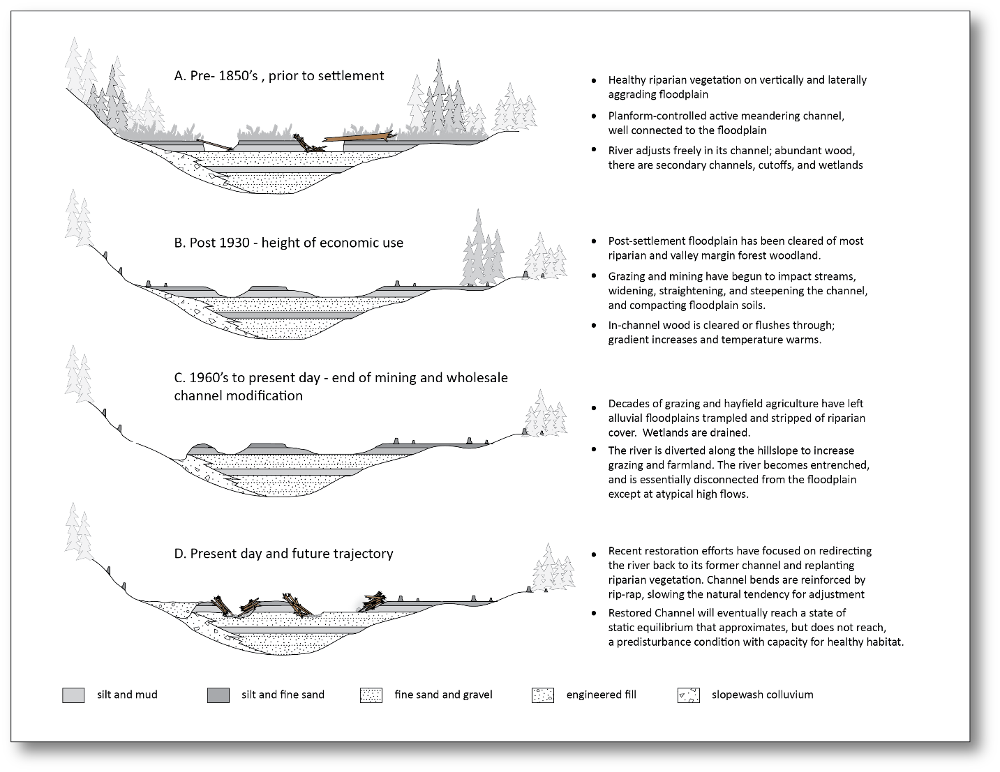 A. Pre- 1850's , prior to settlement
• Healthy riparian vegetation on vertically and laterally
aggrading floodplain
• Planform-controlled active meandering channel,
well connected to the floodplain
• River adjusts freely in its channel; abundant wood,
there are secondary channels, cutoffs, and wetlands
B. Post 1930 - height of economic use
• Post-settlement floodplain has been cleared of most
riparian and valley margin forest woodland.
• Grazing and mining have begun to impact streams,
widening, straightening, and steepening the channel,
and compacting floodplain soils.
• In-channel wood is cleared or flushes through;
gradient increases and temperature warms.
C. 1960's to present day - end of mining and wholesale
channel modification
• Decades of grazing and hayfield agriculture have left
alluvial floodplains trampled and stripped of riparian
cover.  Wetlands are drained.
• The river is diverted along the hillslope to increase
grazing and farmland. The river becomes entrenched,
and is essentially disconnected from the floodplain
except at atypical high flows.
D. Present day and future trajectory
• Recent restoration efforts have focused on redirecting
the river back to its former channel and replanting
riparian vegetation. Channel bends are reinforced by
rip-rap, slowing the natural tendency for adjustment
• Restored Channel will eventually reach a state of
static equilibrium that approximates, but does not reach,
a predisturbance condition with capacity for healthy habitat.
silt and mud
silt and fine sand
fine sand and gravel
engineered fill
slopewash colluvium